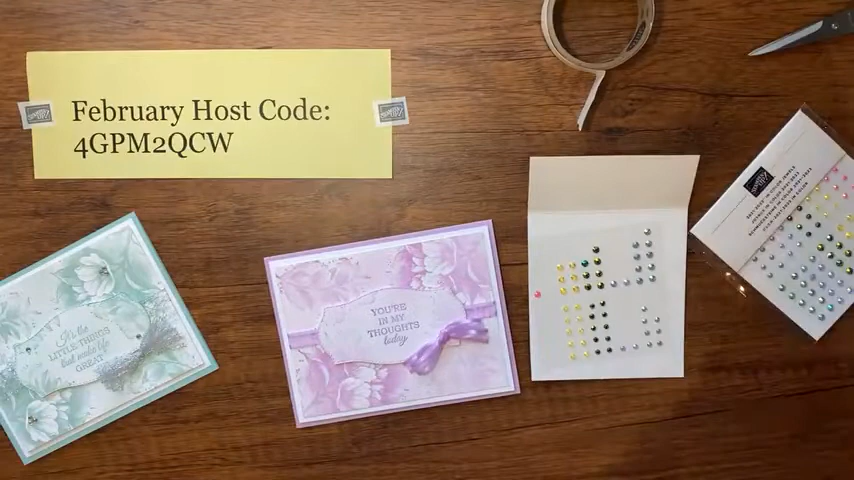 February Host Code:
4GPM2QCW
It's the
LITTLE THINGS
that make life
GREAT
YOU'RE
IN MY
THOUGHTS
today